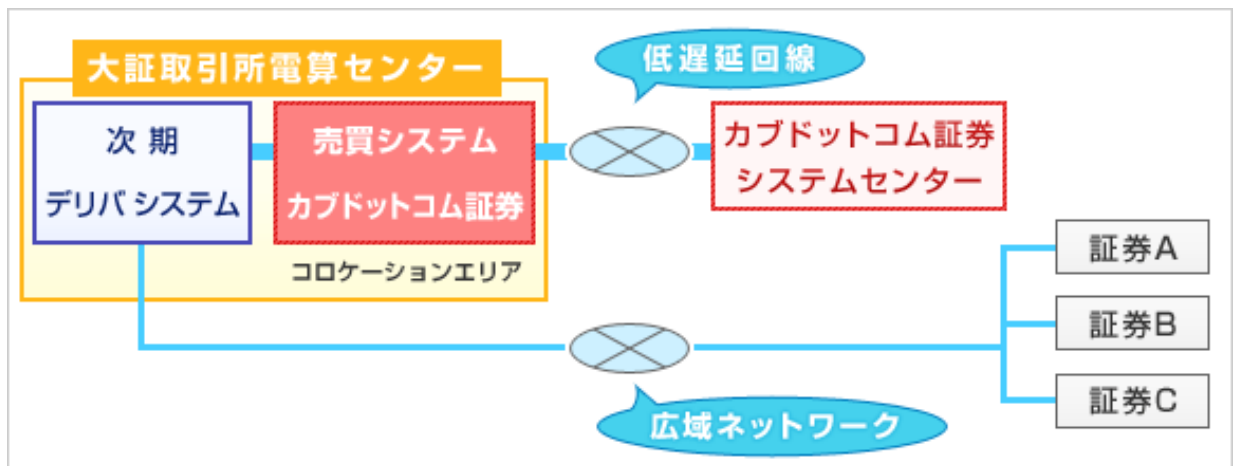 大証取引所電算センター
低遅延回線
次 期
デリバ システム
売買システム
カブドットコム証券
カブドットコム証券
システムセンター
コロケーションエリア
証券A
証券B
証券C
広域ネットワーク